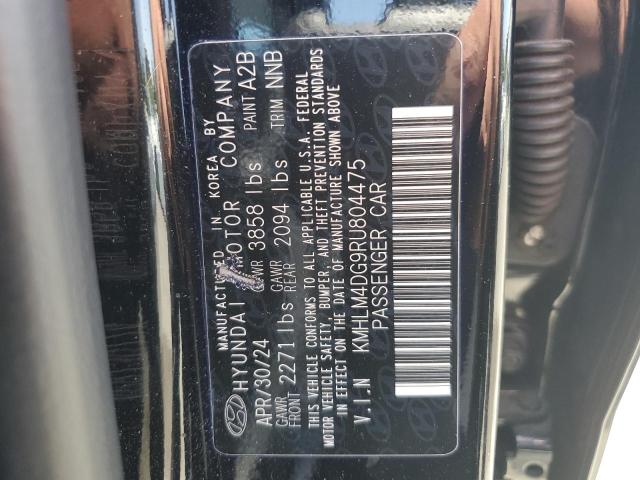 MANUFACTURED IN KOREA BY
HYUNDAI MOTOR COMPANY
APR/30/24 GVWR 3858 lbs PAINT A2B
GAWR FRONT 2271 lbs GAWR REAR 2094 lbs TRIM NNB
THIS VEHICLE CONFORMS TO ALL APPLICABLE U.S.A. FEDERAL
MOTOR VEHICLE SAFETY, BUMPER, AND THEFT PREVENTION STANDARDS
IN EFFECT ON THE DATE OF MANUFACTURE SHOWN ABOVE
V.I.N KMHLM4DG9RU804475
PASSENGER CAR